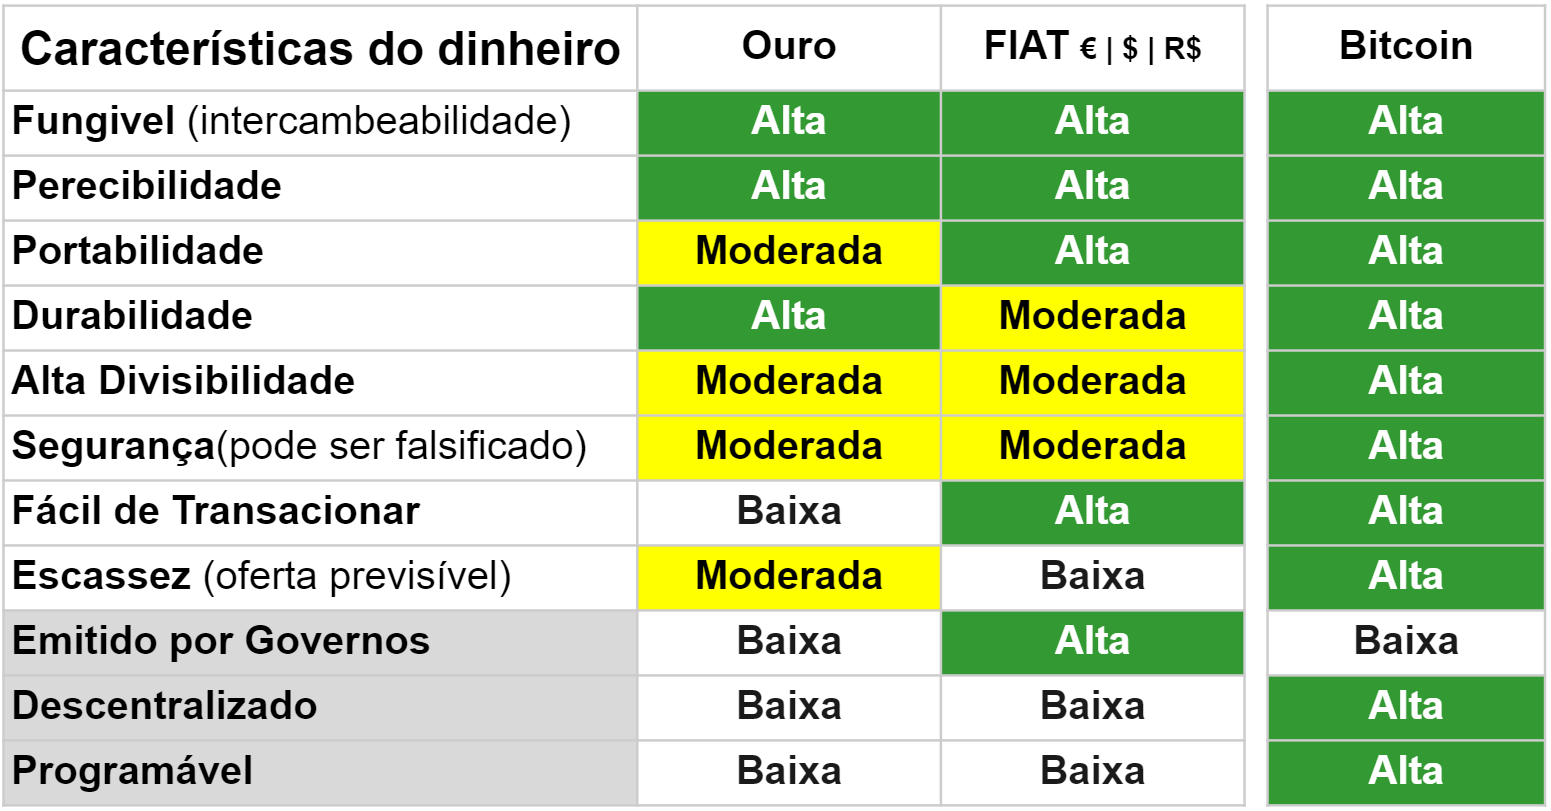 Características do dinheiro Ouro FIAT € | $ | R$ Bitcoin
Fungivel (intercambeabilidade) Alta Alta Alta
Perecibilidade Alta Alta Alta
Portabilidade Moderada Alta Alta
Durabilidade Alta Moderada Alta
Alta Divisibilidade Moderada Moderada Alta
Segurança(pode ser falsificado) Moderada Moderada Alta
Fácil de Transacionar Baixa Alta Alta
Escassez (oferta previsível) Moderada Baixa Alta
Emitido por Governos Baixa Alta Baixa
Descentralizado Baixa Baixa Alta
Programável Baixa Baixa Alta